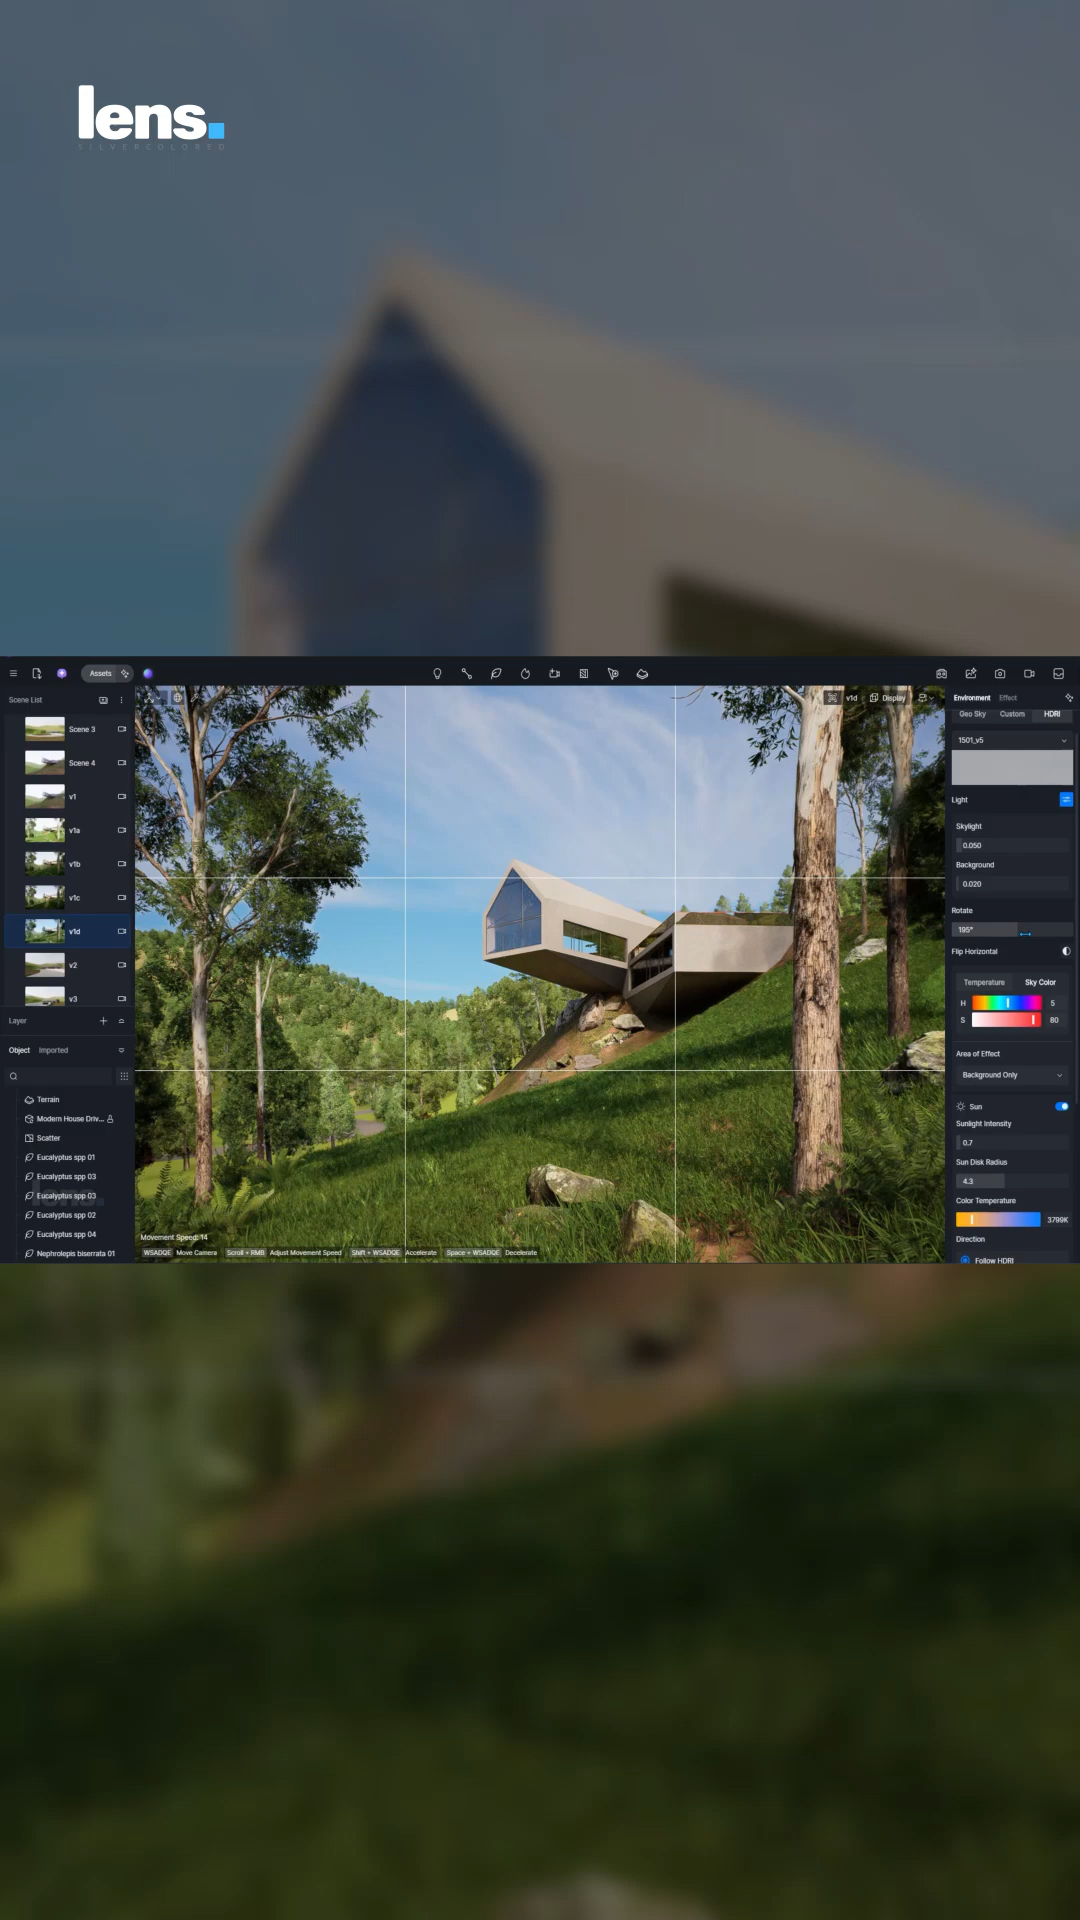 lens.
SILVERCOLORED
Assets
Scene List
Scene 3
Scene 4
v1
v1a
v1b
v1c
v1d
v2
v3
Layer
Object Imported
Terrain
Modern House Driv...
Scatter
Eucalyptus spp 01
Eucalyptus spp 03
Eucalyptus spp 03
Eucalyptus spp 02
Eucalyptus spp 04
Nephrolepis biserrata 01
v1d Display
Movement Speed: 14
WSADQE Move Camera Scroll + RMB Adjust Movement Speed Shift + WSADQE Accelerate Space + WSADQE Decelerate
Environment Effect
Geo Sky Custom HDRI
1501_v5
Light
Skylight
0.050
Background
0.020
Rotate
195°
Flip Horizontal
Temperature Sky Color
H 5
S 80
Area of Effect
Background Only
Sun
Sunlight Intensity
0.7
Sun Disk Radius
4.3
Color Temperature
3799K
Direction
Follow HDRI